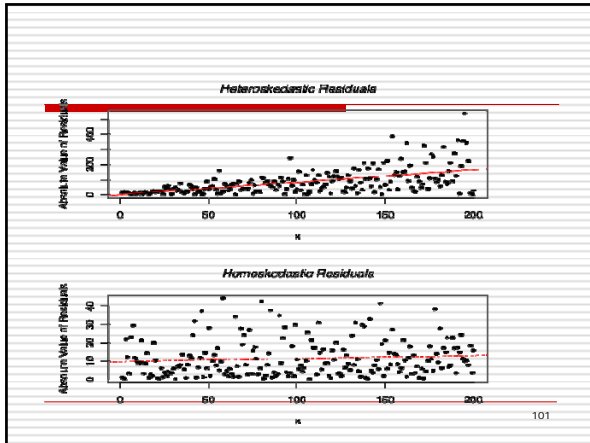 Heteroskedastic Residuals
Absolute Value of Residuals
400
200
0
0 50 100 150 200
x
Homoskedastic Residuals
Absolute Value of Residuals
40
30
20
10
0
0 50 100 150 200
x
101